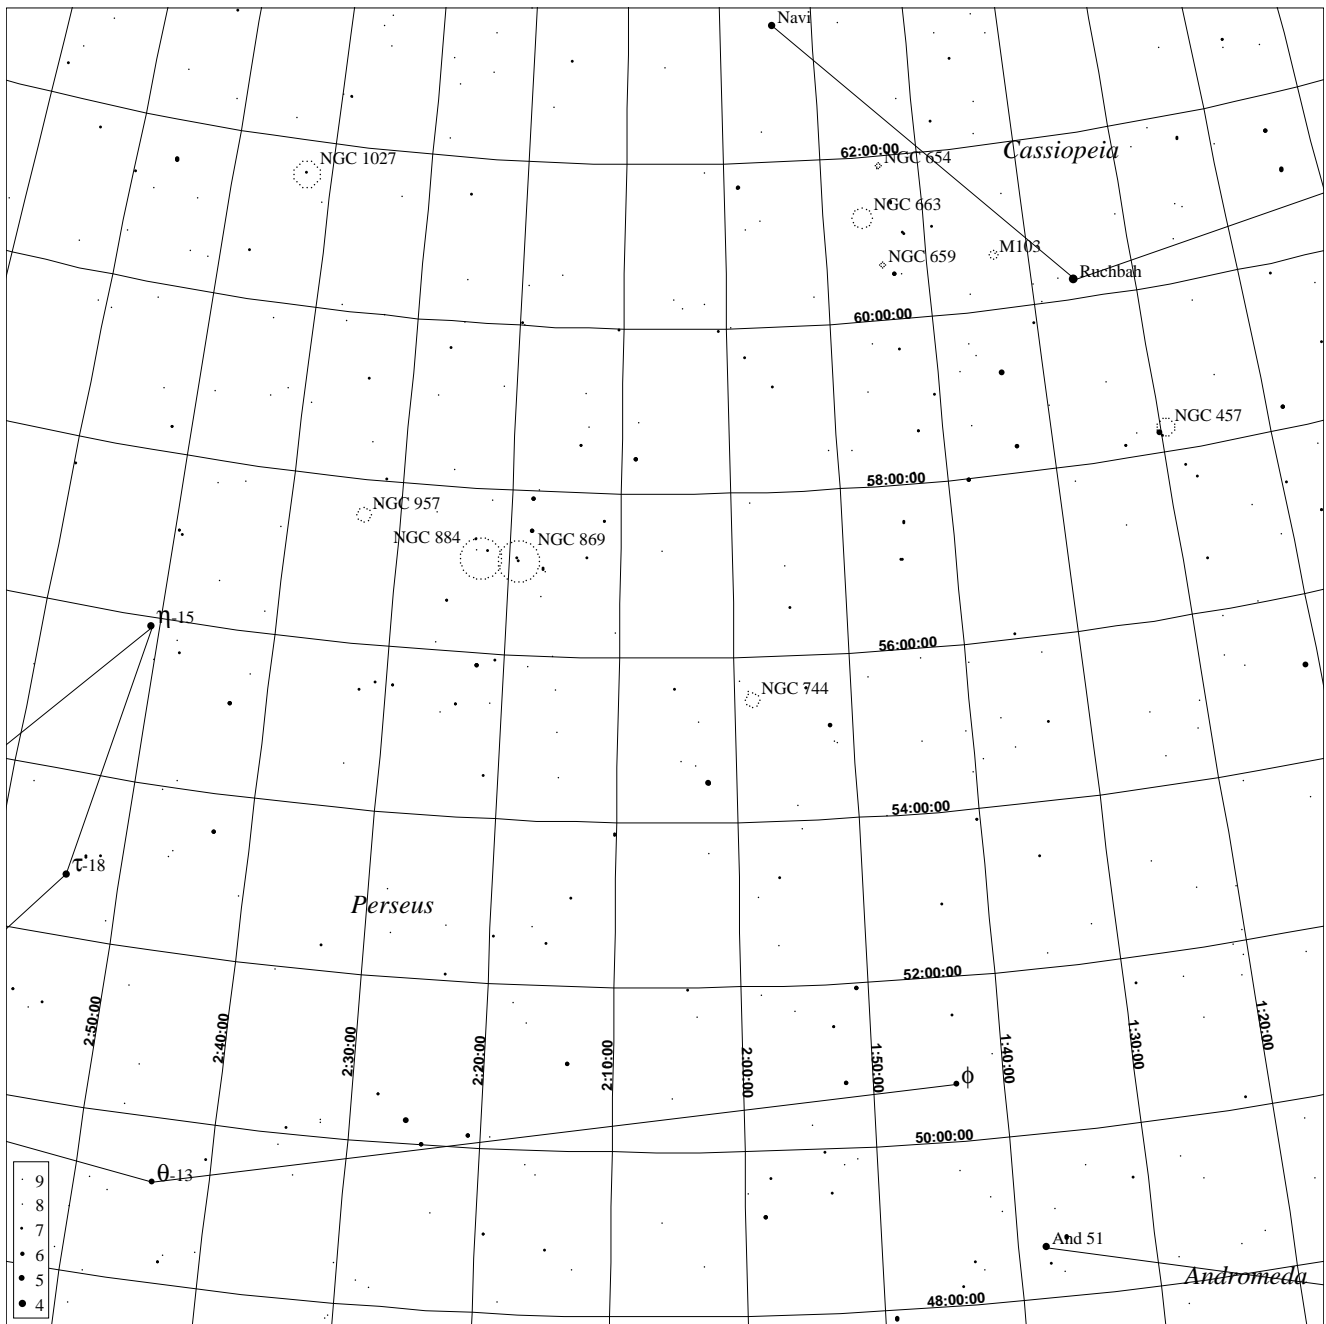 Navi
62:00:00
Cassiopeia
NGC 1027
NGC 654
NGC 663
M103
NGC 659
Ruchbah
60:00:00
NGC 457
58:00:00
NGC 957
NGC 884
NGC 869
η-15
56:00:00
NGC 744
54:00:00
τ-18
Perseus
52:00:00
2:50:00
2:40:00
2:30:00
2:20:00
2:10:00
2:00:00
1:50:00
1:40:00
1:30:00
1:20:00
φ
50:00:00
θ-13
And 51
Andromeda
48:00:00
9
8
7
6
5
4